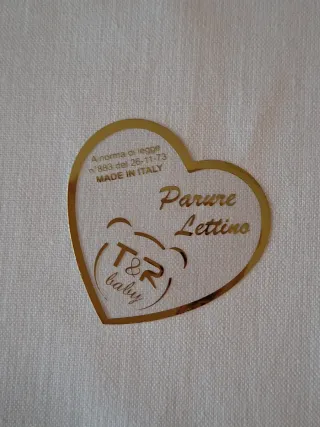 A norma di legge
n°883 del 26-11-73
MADE IN ITALY
Parure
Lettino
T&R
baby